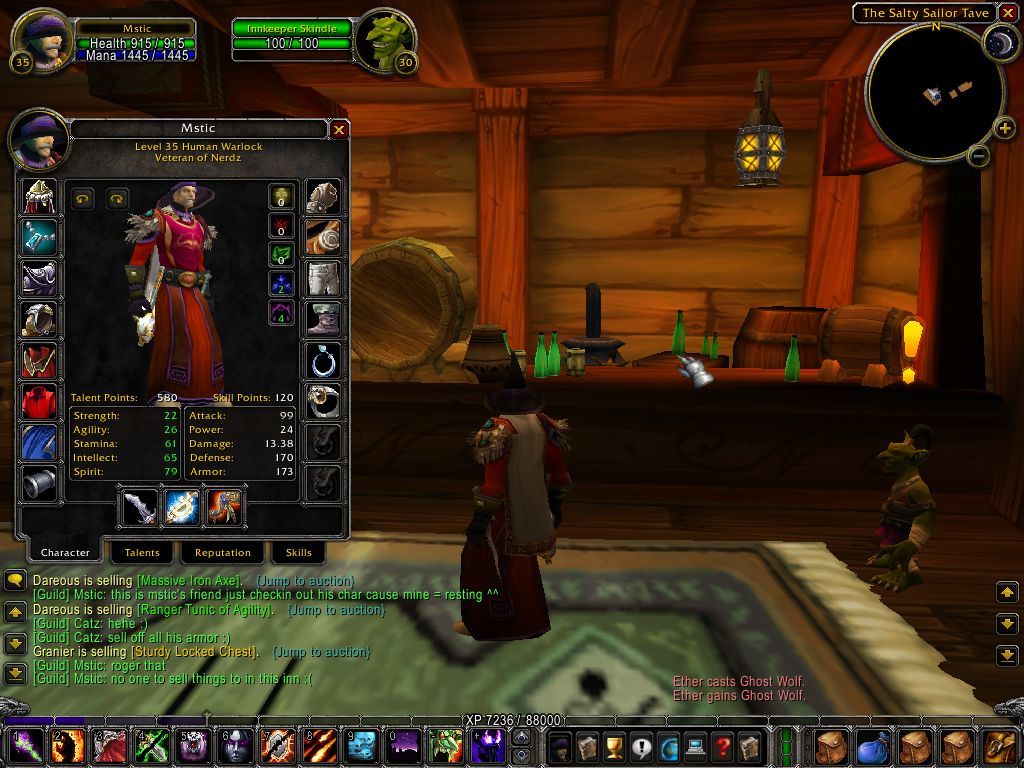 Mstic
Health 915 / 915
Mana 1445 / 1445
35
Innkeeper Skindle
100 / 100
30
The Salty Sailor Tave
N
Mstic
Level 35 Human Warlock
Veteran of Nerdz
0
0
0
2
4
Talent Points: 580
Skill Points: 120
Strength: 22
Agility: 26
Stamina: 61
Intellect: 65
Spirit: 79
Attack: 99
Power: 24
Damage: 13.38
Defense: 170
Armor: 173
Character
Talents
Reputation
Skills
Dareous is selling [Massive Iron Axe]. {Jump to auction}
[Guild] Mstic: this is mstic's friend just checkin out his char cause mine = resting ^^
Dareous is selling [Ranger Tunic of Agility]. {Jump to auction}
[Guild] Catz: hehe :)
[Guild] Catz: sell off all his armor :)
Granier is selling [Sturdy Locked Chest]. {Jump to auction}
[Guild] Mstic: roger that
[Guild] Mstic: no one to sell things to in this inn :(
Ether casts Ghost Wolf.
Ether gains Ghost Wolf.
XP 7236 / 88000